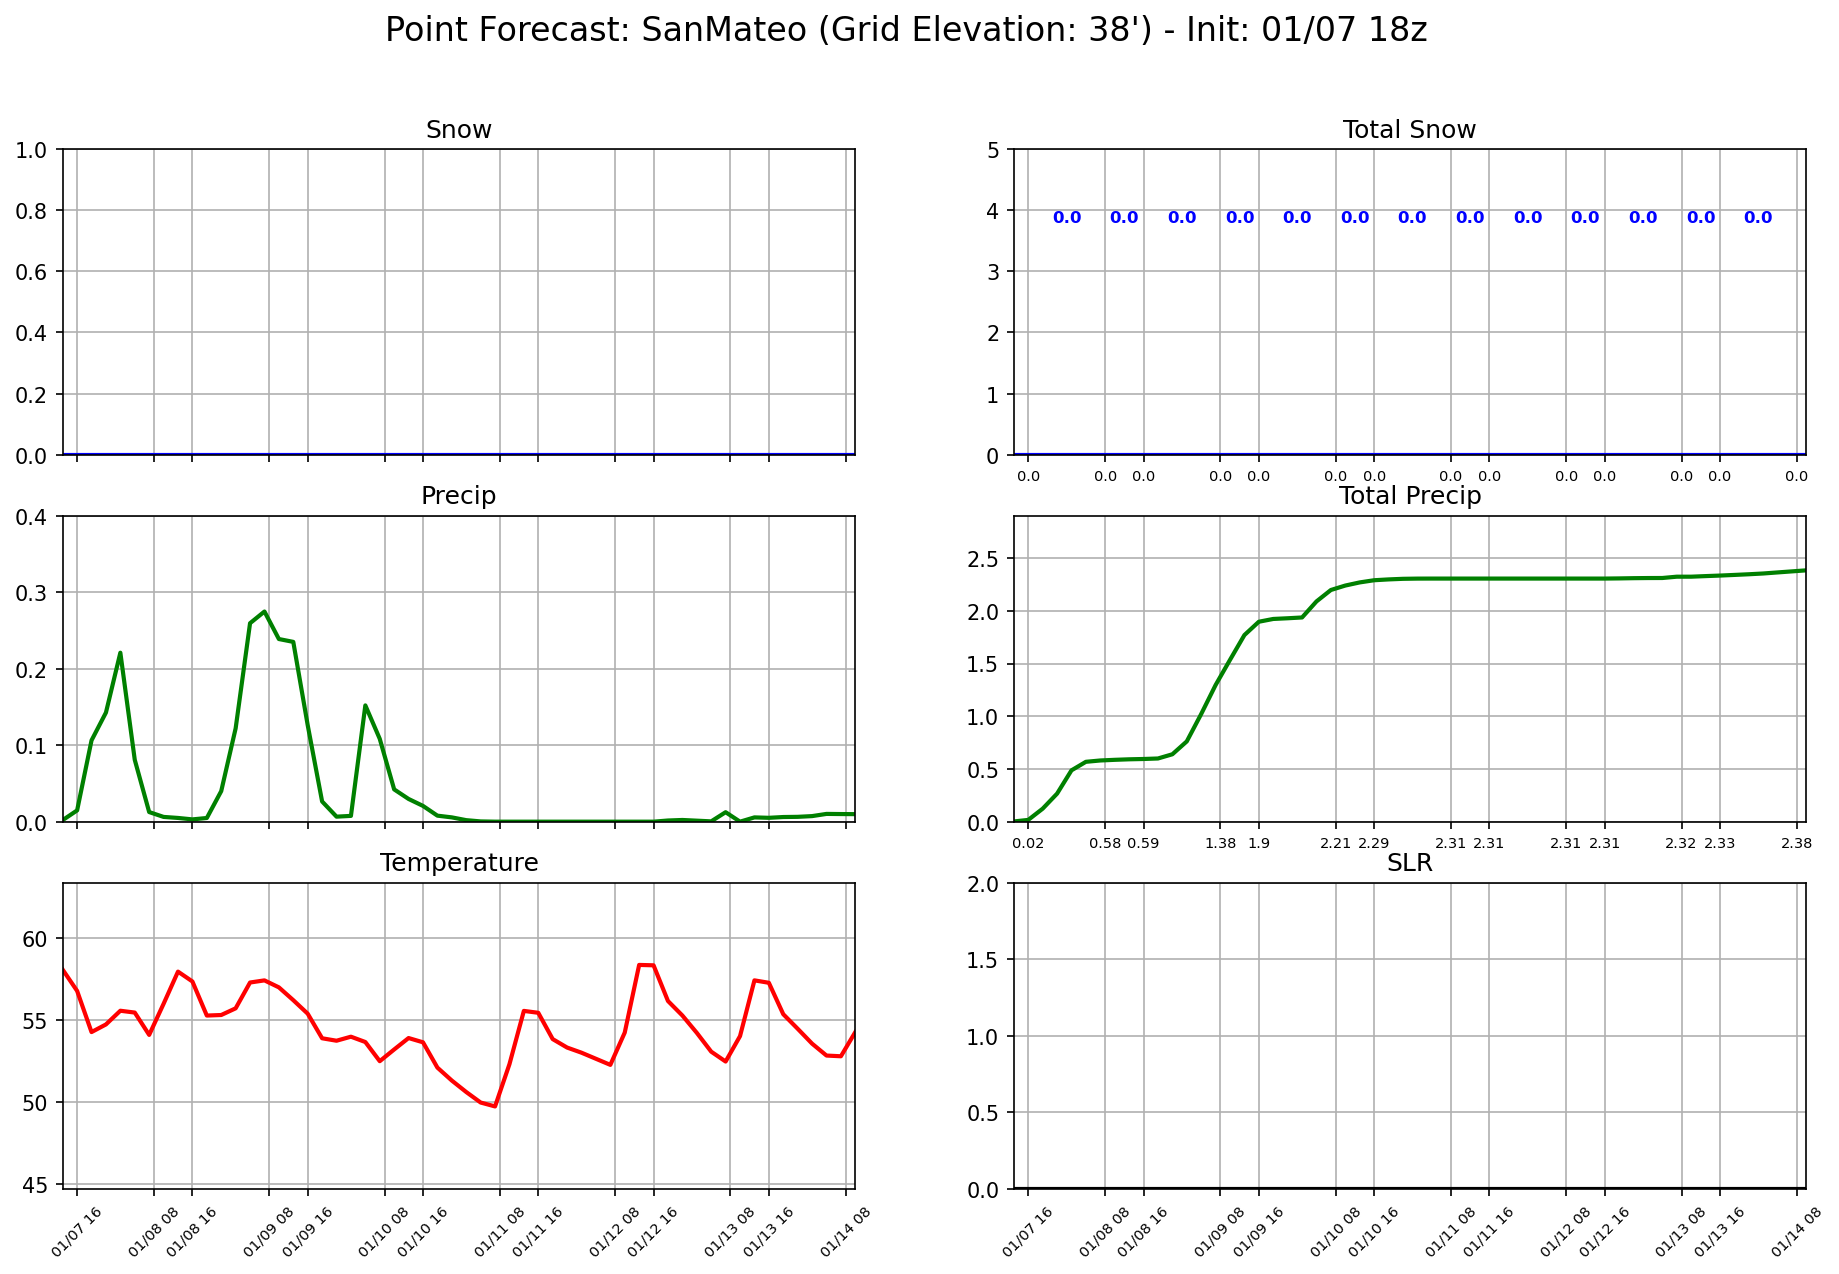 Point Forecast: SanMateo (Grid Elevation: 38') - Init: 01/07 18z
Snow
1.0
0.8
0.6
0.4
0.2
0.0
Total Snow
5
4
3
2
1
0
0.0 0.0 0.0 0.0 0.0 0.0 0.0 0.0 0.0 0.0 0.0 0.0 0.0
0.0 0.0 0.0 0.0 0.0 0.0 0.0 0.0 0.0 0.0 0.0 0.0 0.0 0.0
Precip
0.4
0.3
0.2
0.1
0.0
Total Precip
2.5
2.0
1.5
1.0
0.5
0.0
0.02 0.58 0.59 1.38 1.9 2.21 2.29 2.31 2.31 2.31 2.31 2.32 2.33 2.38
Temperature
60
55
50
45
01/07 16 01/08 08 01/08 16 01/09 08 01/09 16 01/10 08 01/10 16 01/11 08 01/11 16 01/12 08 01/12 16 01/13 08 01/13 16 01/14 08
SLR
2.0
1.5
1.0
0.5
0.0
01/07 16 01/08 08 01/08 16 01/09 08 01/09 16 01/10 08 01/10 16 01/11 08 01/11 16 01/12 08 01/12 16 01/13 08 01/13 16 01/14 08